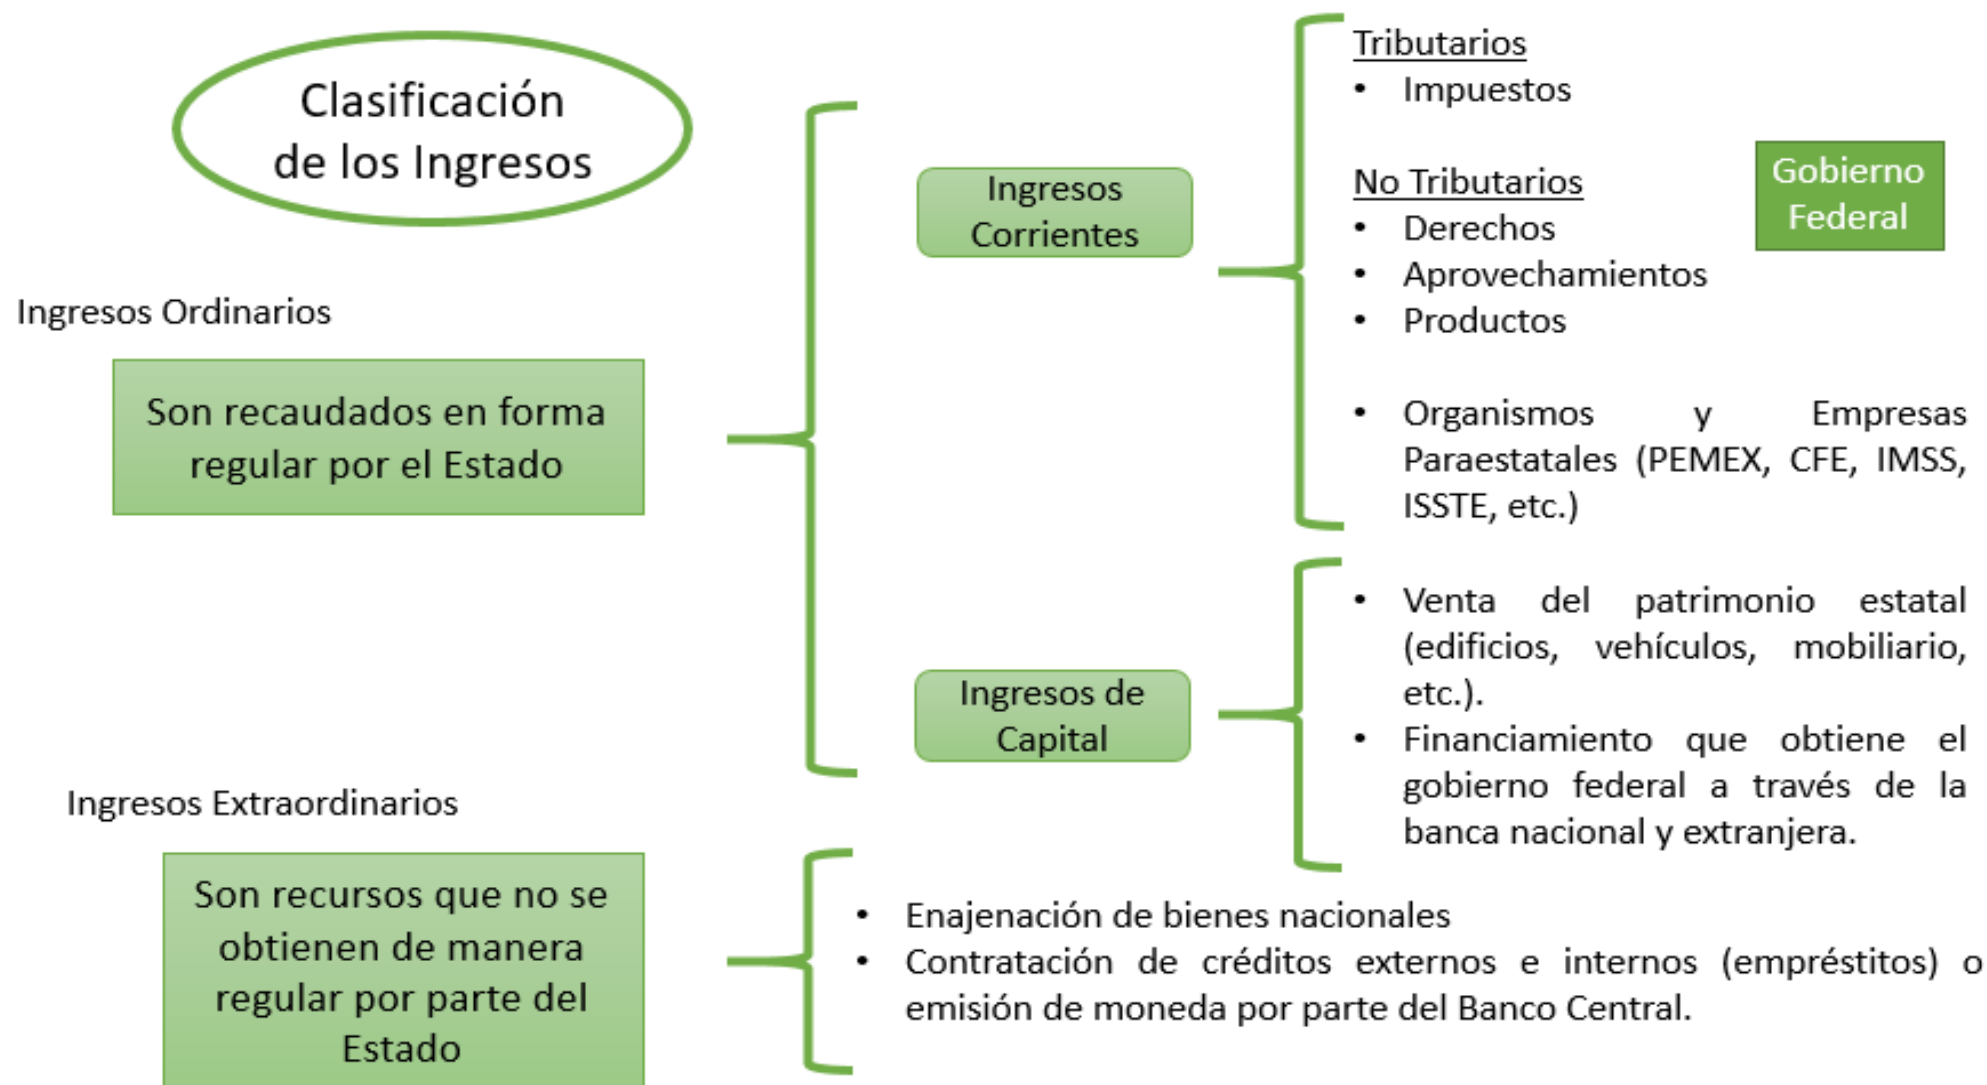 Clasificación
de los Ingresos
Ingresos Ordinarios
Son recaudados en forma
regular por el Estado
Ingresos
Corrientes
Tributarios
• Impuestos
No Tributarios
• Derechos
• Aprovechamientos
• Productos
• Organismos y Empresas
Paraestatales (PEMEX, CFE, IMSS,
ISSTE, etc.)
Gobierno
Federal
Ingresos de
Capital
• Venta del patrimonio estatal
(edificios, vehículos, mobiliario,
etc.).
• Financiamiento que obtiene el
gobierno federal a través de la
banca nacional y extranjera.
Ingresos Extraordinarios
Son recursos que no se
obtienen de manera
regular por parte del
Estado
• Enajenación de bienes nacionales
• Contratación de créditos externos e internos (empréstitos) o
emisión de moneda por parte del Banco Central.